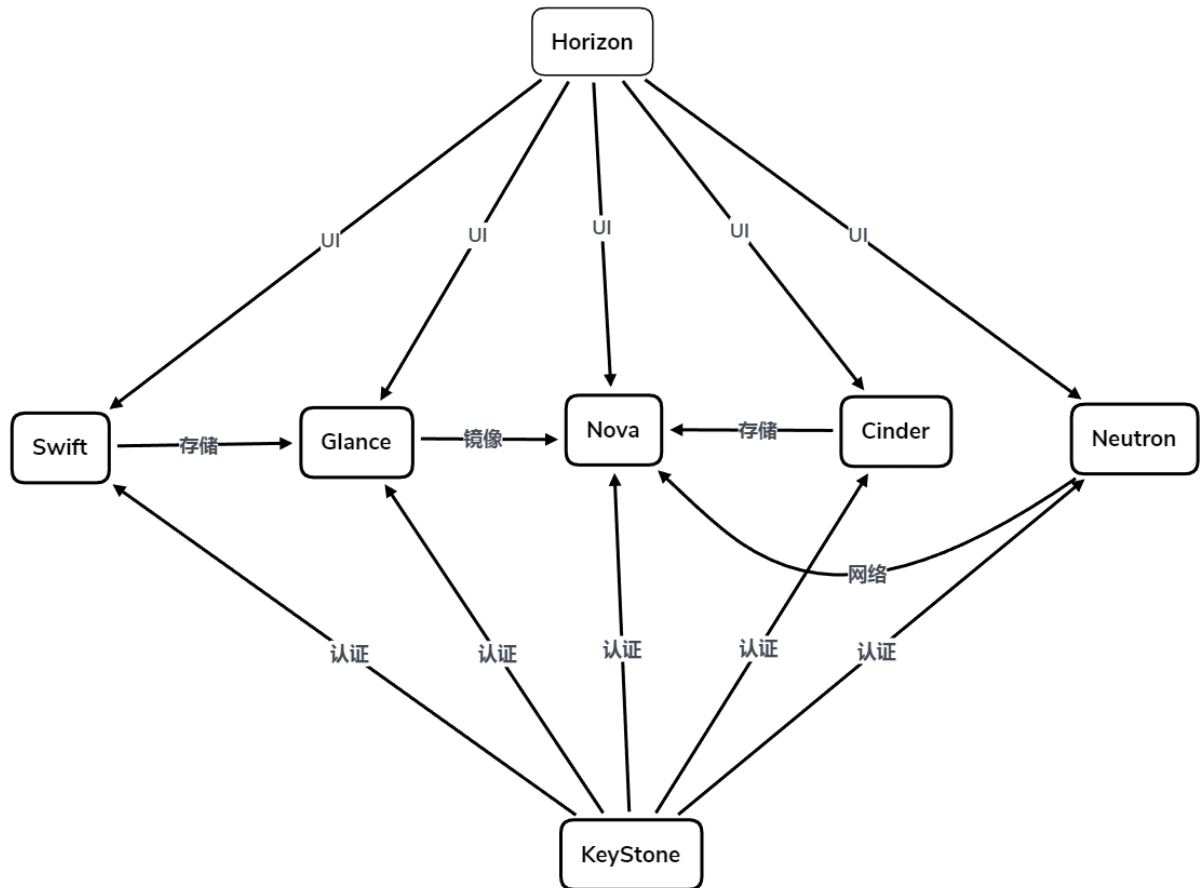 Horizon
UI
UI
UI
UI
UI
Swift
存储
Glance
镜像
Nova
存储
Cinder
Neutron
网络
认证
认证
认证
认证
认证
KeyStone